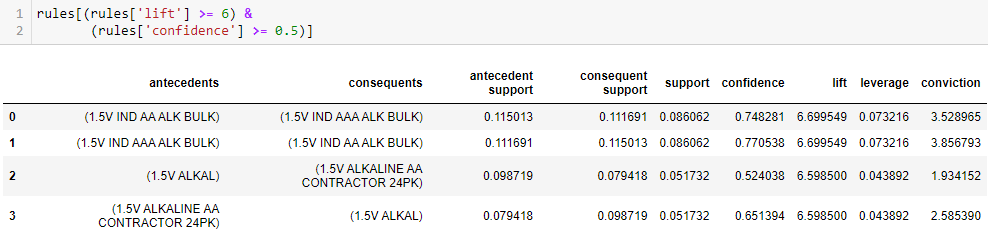 1 rules[(rules['lift'] >= 6) &
2 (rules['confidence'] >= 0.5)]
antecedents consequents antecedent support consequent support support confidence lift leverage conviction
0 (1.5V IND AA ALK BULK) (1.5V IND AAA ALK BULK) 0.115013 0.111691 0.086062 0.748281 6.699549 0.073216 3.528965
1 (1.5V IND AAA ALK BULK) (1.5V IND AA ALK BULK) 0.111691 0.115013 0.086062 0.770538 6.699549 0.073216 3.856793
2 (1.5V ALKAL) (1.5V ALKALINE AA CONTRACTOR 24PK) 0.098719 0.079418 0.051732 0.524038 6.598500 0.043892 1.934152
3 (1.5V ALKALINE AA CONTRACTOR 24PK) (1.5V ALKAL) 0.079418 0.098719 0.051732 0.651394 6.598500 0.043892 2.585390